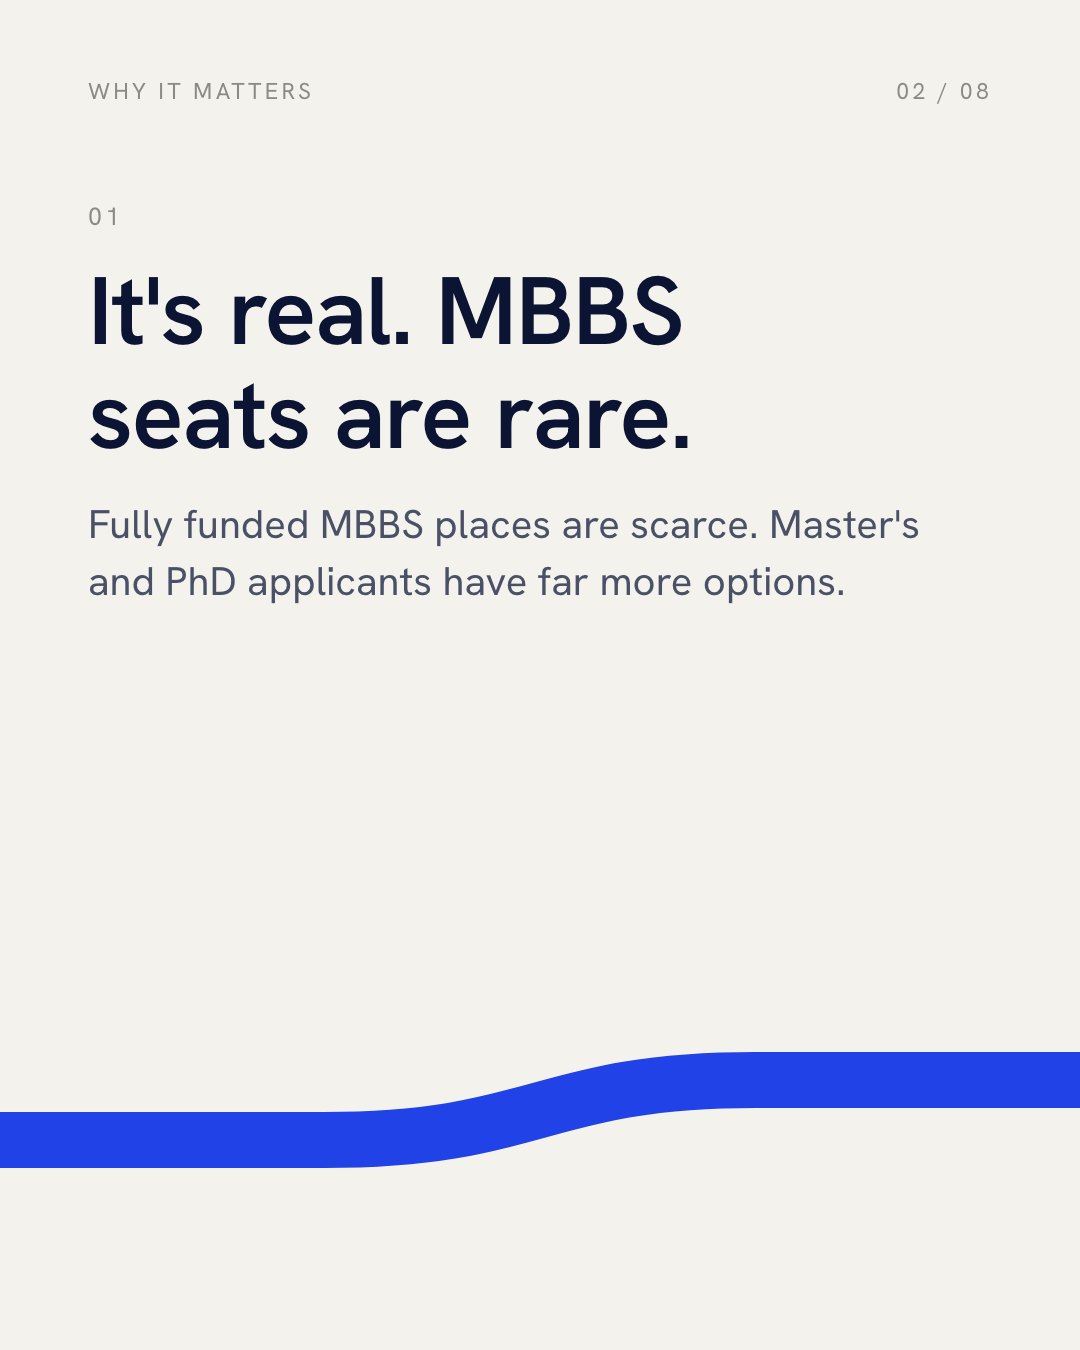 WHY IT MATTERS
02 / 08
01
It's real. MBBS
seats are rare.
Fully funded MBBS places are scarce. Master's
and PhD applicants have far more options.